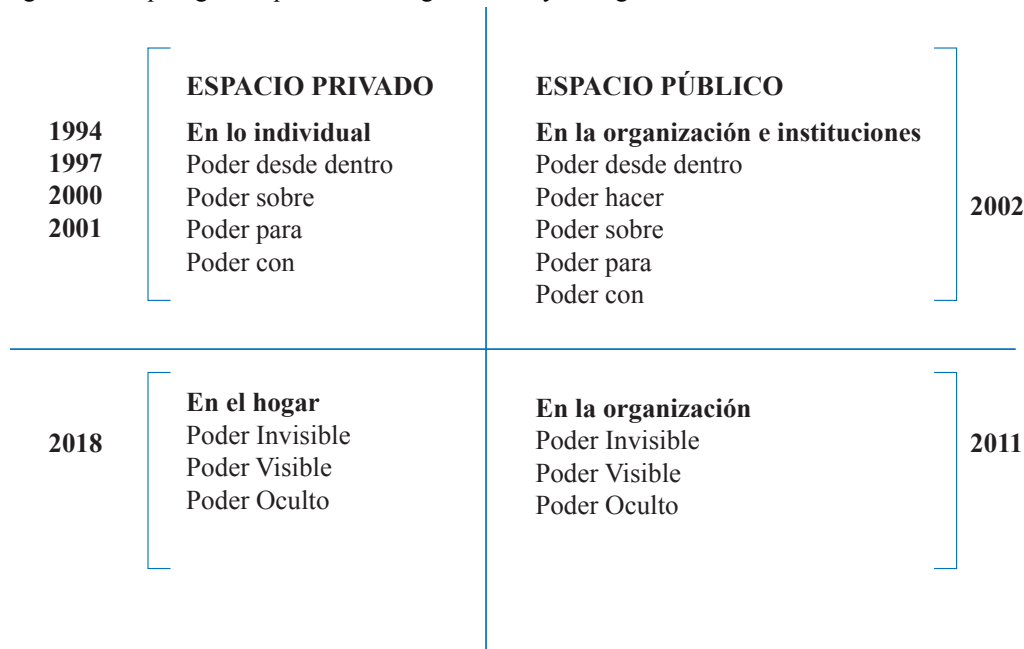 ESPACIO PRIVADO
1994
1997
2000
2001
En lo individual
Poder desde dentro
Poder sobre
Poder para
Poder con
ESPACIO PÚBLICO
En la organización e instituciones
Poder desde dentro
Poder hacer
Poder sobre
Poder para
Poder con
2002
2018
En el hogar
Poder Invisible
Poder Visible
Poder Oculto
En la organización
Poder Invisible
Poder Visible
Poder Oculto
2011